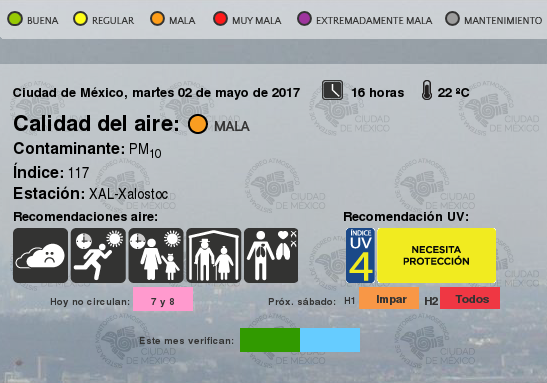 BUENA REGULAR MALA MUY MALA EXTREMADAMENTE MALA MANTENIMIENTO
Ciudad de México, martes 02 de mayo de 2017 16 horas 22 ºC
Calidad del aire: MALA
Contaminante: PM10
Índice: 117
Estación: XAL-Xalostoc
Recomendaciones aire: Recomendación UV:
ÍNDICE UV 4 NECESITA PROTECCIÓN
Hoy no circulan: 7 y 8 Próx. sábado: H1 Impar H2 Todos
Este mes verifican: